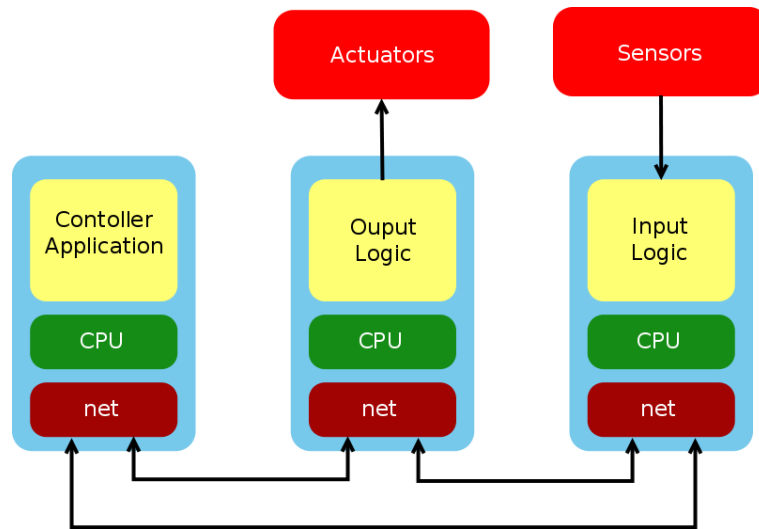 Actuators
Sensors
Contoller
Application
Ouput
Logic
Input
Logic
CPU
CPU
CPU
net
net
net